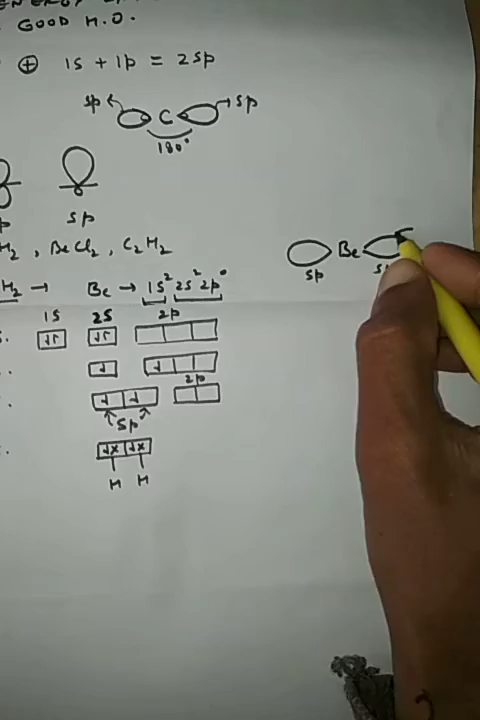 GOOD H.O.
⊕ 1s + 1p = 2sp
sp C sp
180°
sp
H₂, BeCl₂, C₂H₂
H₂ → Be → 1s² 2s² 2p°
1s 2s 2p
2p
sp
H H
sp Be